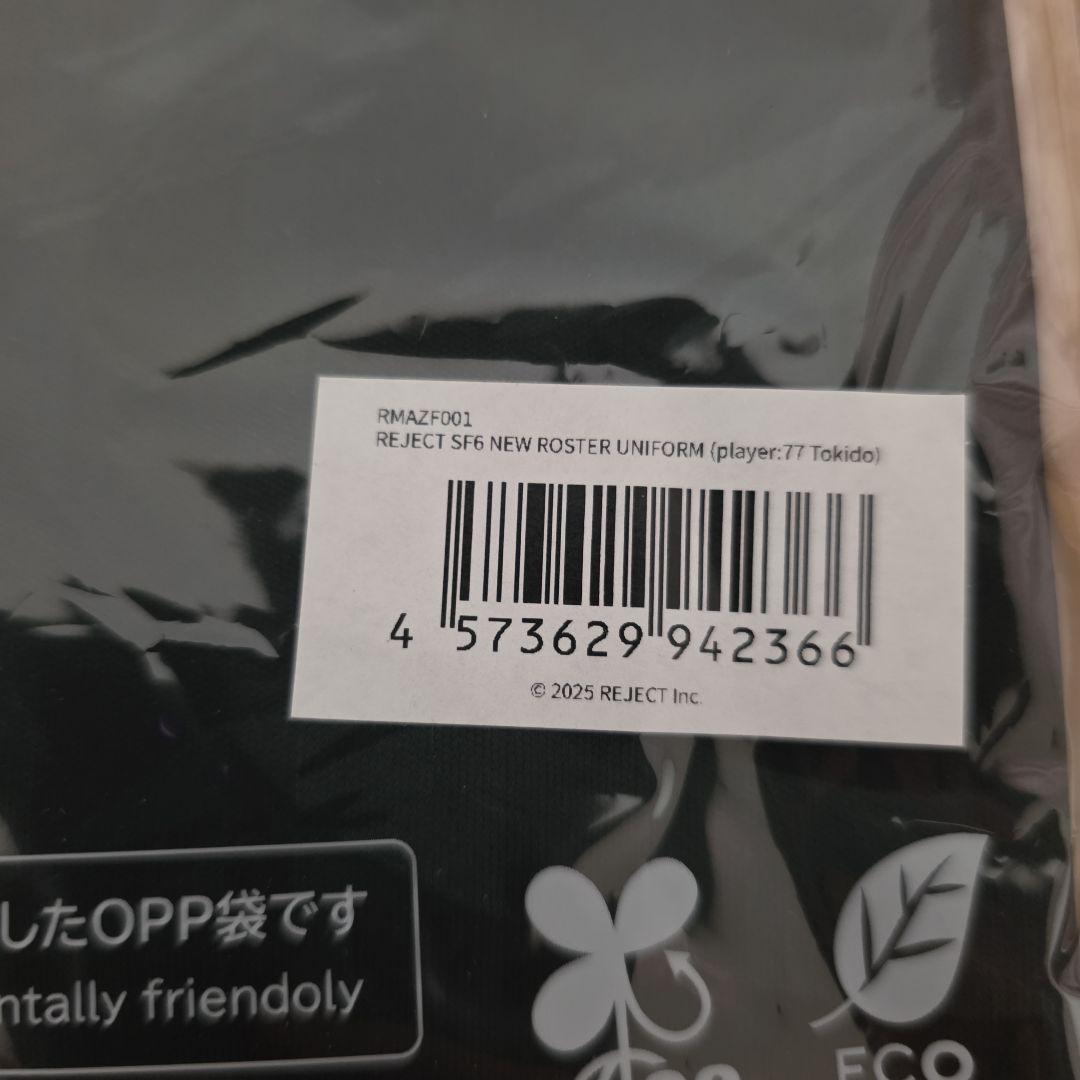 RMAZF001
REJECT SF6 NEW ROSTER UNIFORM (player:77 Tokido)
4 573629 942366
© 2025 REJECT Inc.
したOPP袋です
ntally friendoly
ECO